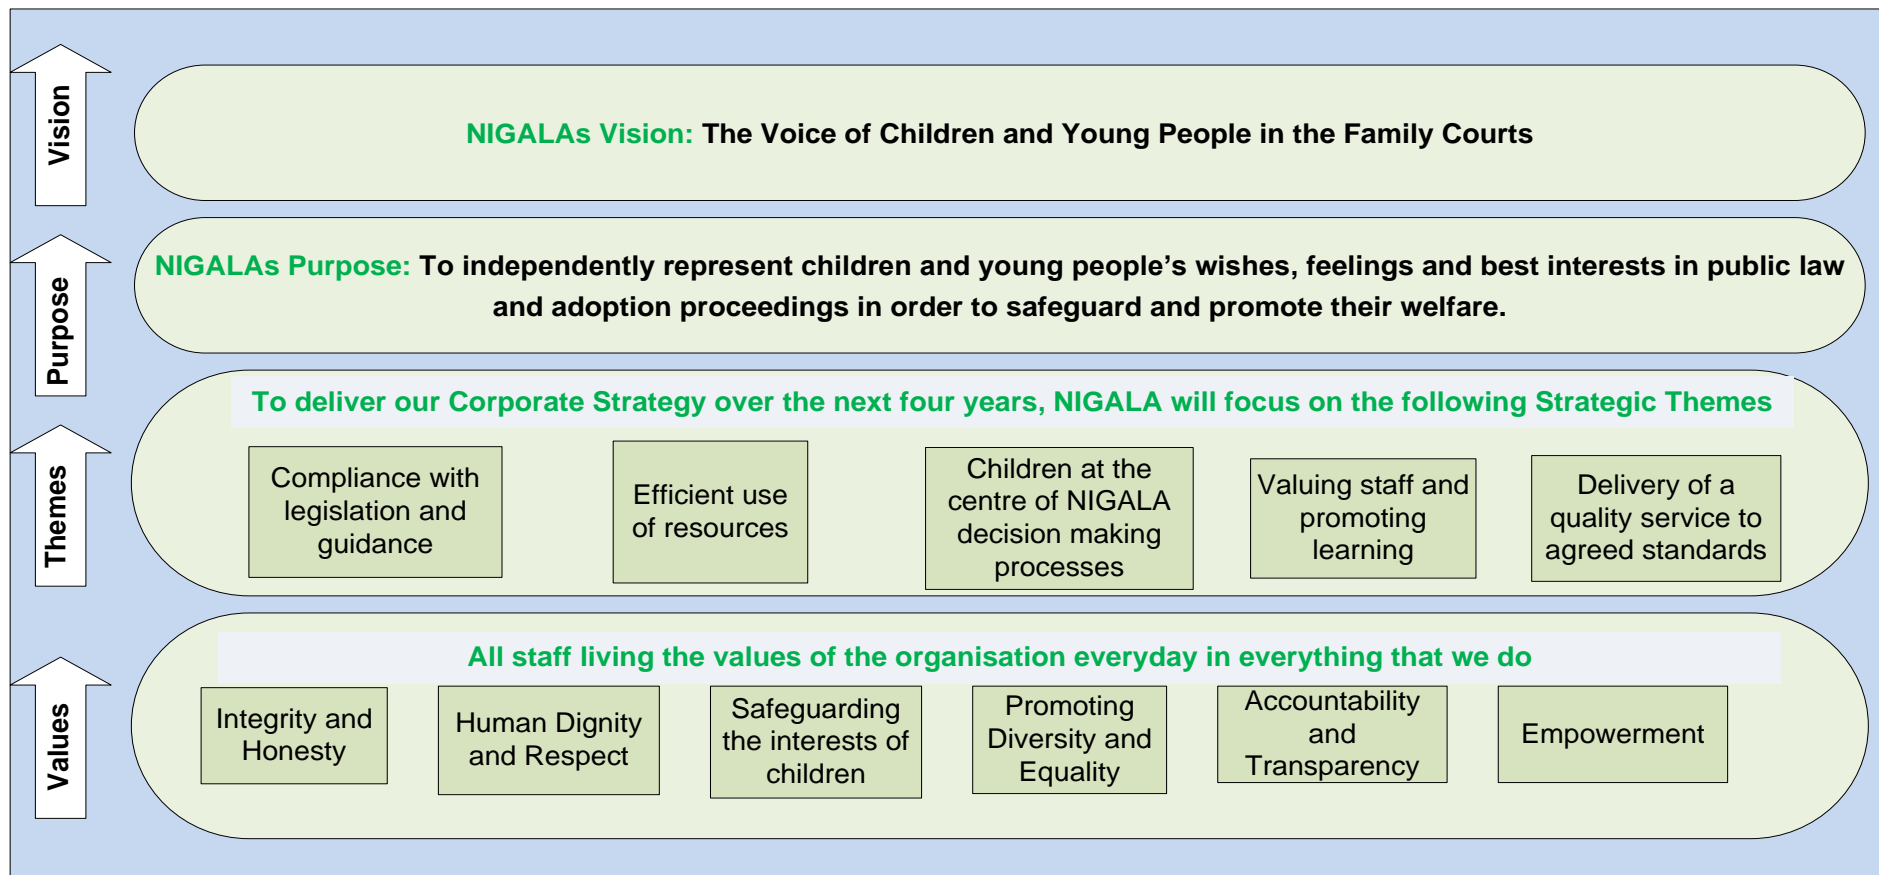 Vision
NIGALAs Vision: The Voice of Children and Young People in the Family Courts
Purpose
NIGALAs Purpose: To independently represent children and young people’s wishes, feelings and best interests in public law
and adoption proceedings in order to safeguard and promote their welfare.
Themes
To deliver our Corporate Strategy over the next four years, NIGALA will focus on the following Strategic Themes
Compliance with
legislation and
guidance
Efficient use
of resources
Children at the
centre of NIGALA
decision making
processes
Valuing staff and
promoting
learning
Delivery of a
quality service to
agreed standards
Values
All staff living the values of the organisation everyday in everything that we do
Integrity and
Honesty
Human Dignity
and Respect
Safeguarding
the interests of
children
Promoting
Diversity and
Equality
Accountability
and
Transparency
Empowerment